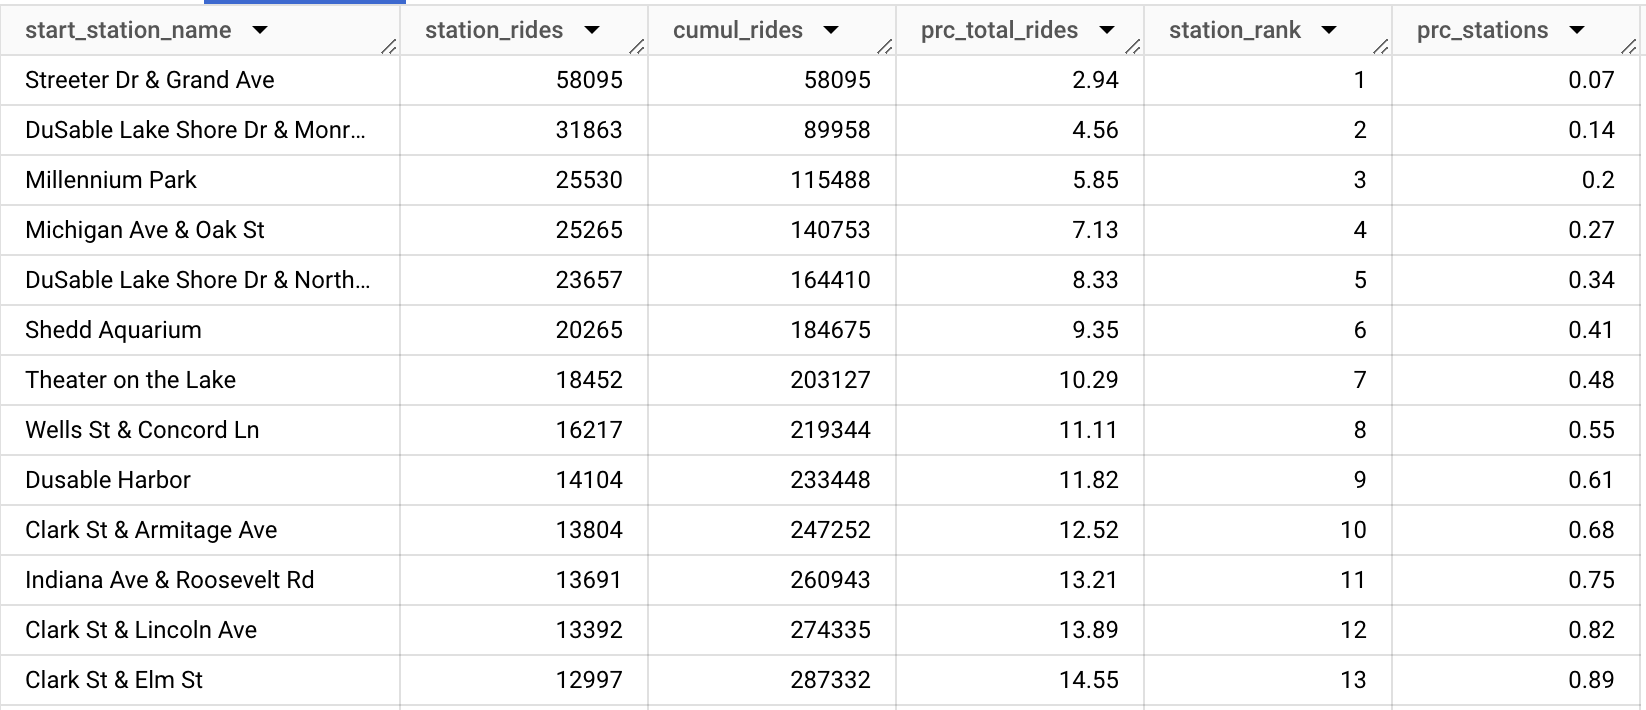 start_station_name station_rides cumul_rides prc_total_rides station_rank prc_stations
Streeter Dr & Grand Ave 58095 58095 2.94 1 0.07
DuSable Lake Shore Dr & Monr... 31863 89958 4.56 2 0.14
Millennium Park 25530 115488 5.85 3 0.2
Michigan Ave & Oak St 25265 140753 7.13 4 0.27
DuSable Lake Shore Dr & North... 23657 164410 8.33 5 0.34
Shedd Aquarium 20265 184675 9.35 6 0.41
Theater on the Lake 18452 203127 10.29 7 0.48
Wells St & Concord Ln 16217 219344 11.11 8 0.55
Dusable Harbor 14104 233448 11.82 9 0.61
Clark St & Armitage Ave 13804 247252 12.52 10 0.68
Indiana Ave & Roosevelt Rd 13691 260943 13.21 11 0.75
Clark St & Lincoln Ave 13392 274335 13.89 12 0.82
Clark St & Elm St 12997 287332 14.55 13 0.89